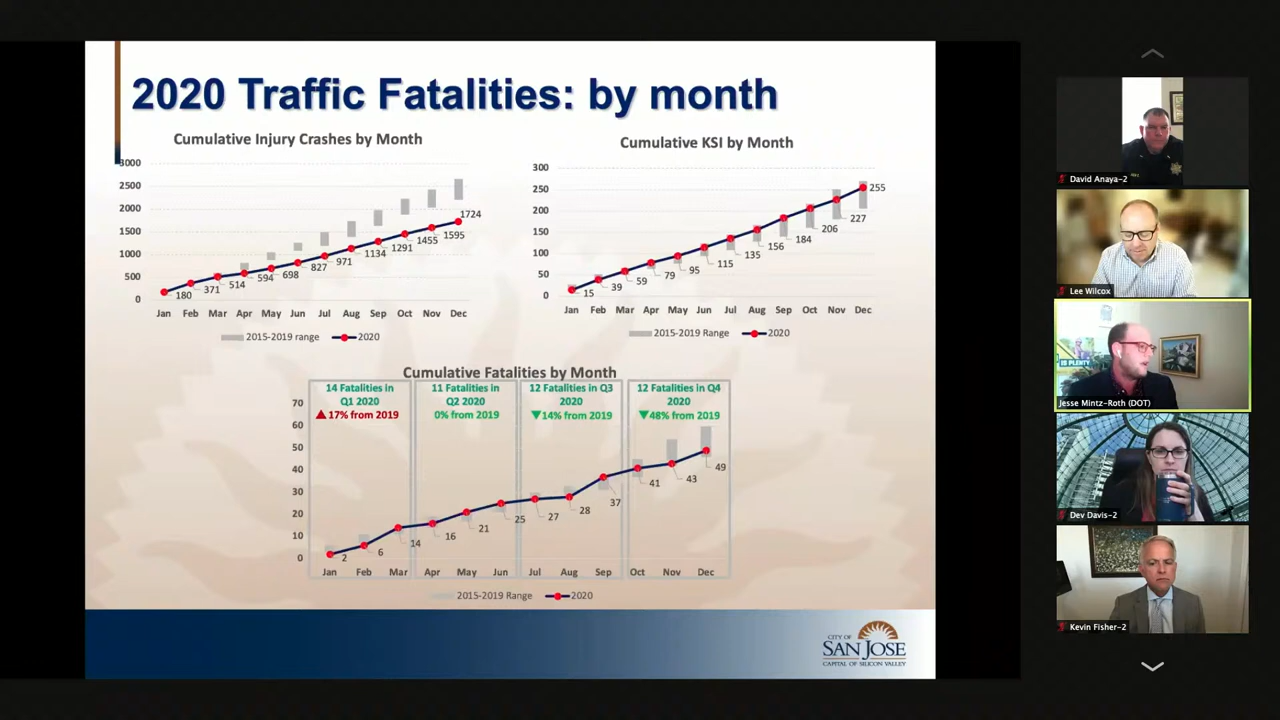 2020 Traffic Fatalities: by month
Cumulative Injury Crashes by Month
3000
2500
2000
1500
1000
500
0
180
371
514
594
698
827
971
1134
1291
1455
1595
1724
Jan Feb Mar Apr May Jun Jul Aug Sep Oct Nov Dec
2015-2019 range 2020
Cumulative KSI by Month
300
250
200
150
100
50
0
15
39
59
79
95
115
135
156
184
206
227
255
Jan Feb Mar Apr May Jun Jul Aug Sep Oct Nov Dec
2015-2019 range 2020
Cumulative Fatalities by Month
14 Fatalities in
Q1 2020
17% from 2019
11 Fatalities in
Q2 2020
0% from 2019
12 Fatalities in Q3
2020
14% from 2019
12 Fatalities in Q4
2020
48% from 2019
70
60
50
40
30
20
10
0
2
6
14
16
21
25
27
28
37
41
43
49
Jan Feb Mar Apr May Jun Jul Aug Sep Oct Nov Dec
2015-2019 Range 2020
CITY OF
SAN JOSE
CAPITAL OF SILICON VALLEY
David Anaya-2
Lee Wilcox
IS PLENTY
Jesse Mintz-Roth (DOT)
Dev Davis-2
Kevin Fisher-2